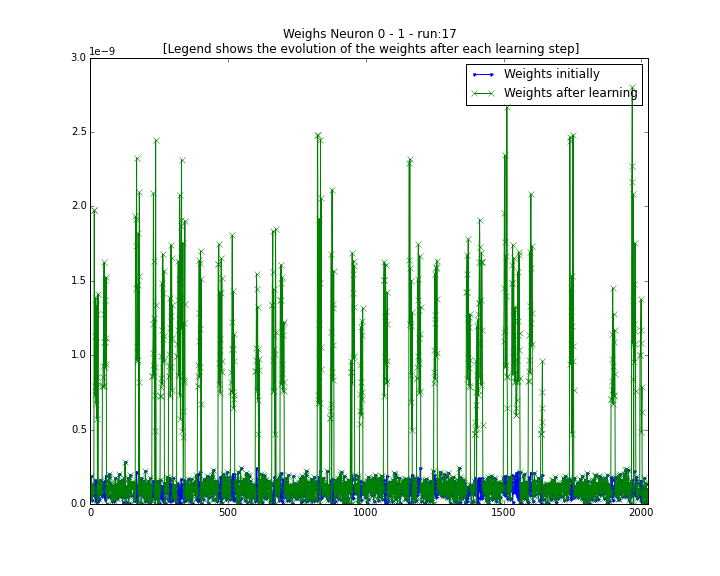 Weighs Neuron 0 - 1 - run:17
[Legend shows the evolution of the weights after each learning step]
1e−9
3.0
2.5
2.0
1.5
1.0
0.5
0.0
0 500 1000 1500 2000
Weights initially
Weights after learning